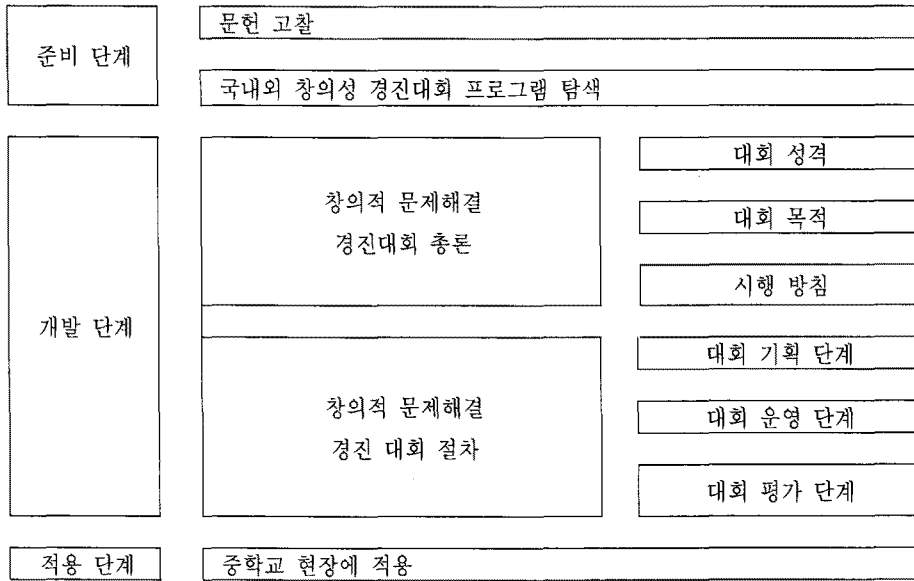 준비 단계
문헌 고찰
국내외 창의성 경진대회 프로그램 탐색
개발 단계
창의적 문제해결
경진대회 총론
대회 성격
대회 목적
시행 방침
창의적 문제해결
경진 대회 절차
대회 기획 단계
대회 운영 단계
대회 평가 단계
적용 단계
중학교 현장에 적용